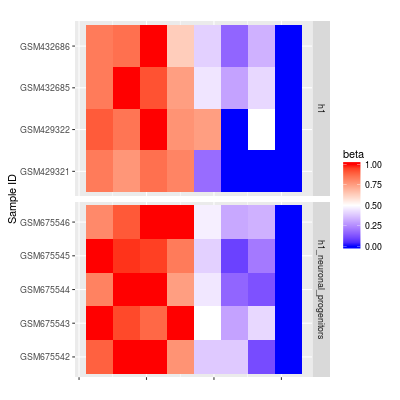 GSM432686
GSM432685
GSM429322
GSM429321
h1
GSM675546
GSM675545
GSM675544
GSM675543
GSM675542
h1_neuronal_progenitors
Sample ID
beta
1.00
0.75
0.50
0.25
0.00